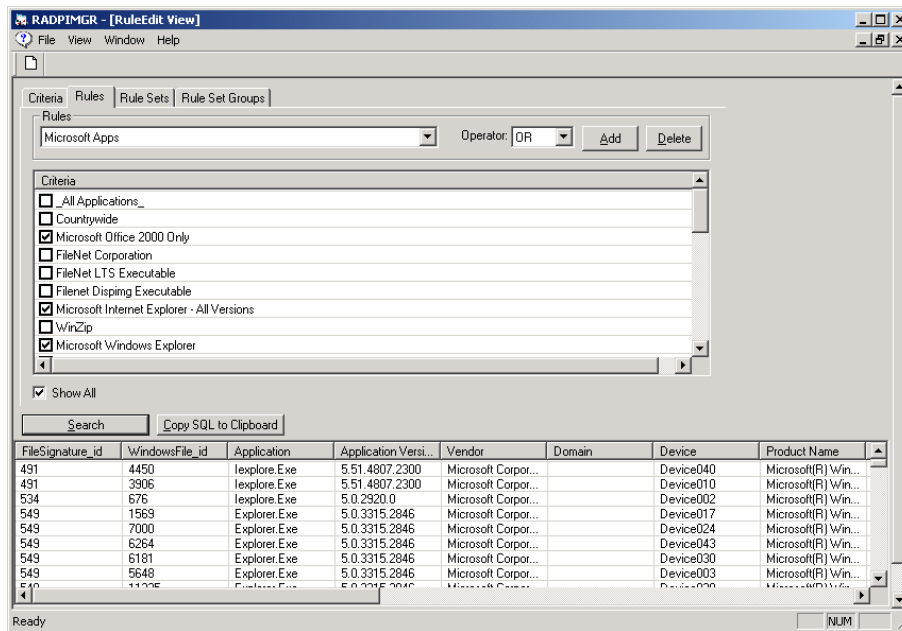 RADPIMGR - [RuleEdit View]
File View Window Help
Criteria Rules Rule Sets Rule Set Groups
Rules
Microsoft Apps Operator: OR Add Delete
Criteria
_All Applications_
Countrywide
Microsoft Office 2000 Only
FileNet Corporation
FileNet LTS Executable
Filenet Dispimg Executable
Microsoft Internet Explorer - All Versions
WinZip
Microsoft Windows Explorer
Show All
Search Copy SQL to Clipboard
FileSignature_id WindowsFile_id Application Application Versi... Vendor Domain Device Product Name
491 4450 Iexplore.Exe 5.51.4807.2300 Microsoft Corpor... Device040 Microsoft(R) Win...
491 3906 Iexplore.Exe 5.51.4807.2300 Microsoft Corpor... Device010 Microsoft(R) Win...
534 676 Iexplore.Exe 5.0.2920.0 Microsoft Corpor... Device002 Microsoft(R) Win...
549 1569 Explorer.Exe 5.0.3315.2846 Microsoft Corpor... Device017 Microsoft(R) Win...
549 7000 Explorer.Exe 5.0.3315.2846 Microsoft Corpor... Device024 Microsoft(R) Win...
549 6264 Explorer.Exe 5.0.3315.2846 Microsoft Corpor... Device043 Microsoft(R) Win...
549 6181 Explorer.Exe 5.0.3315.2846 Microsoft Corpor... Device030 Microsoft(R) Win...
549 5648 Explorer.Exe 5.0.3315.2846 Microsoft Corpor... Device003 Microsoft(R) Win...
Ready NUM